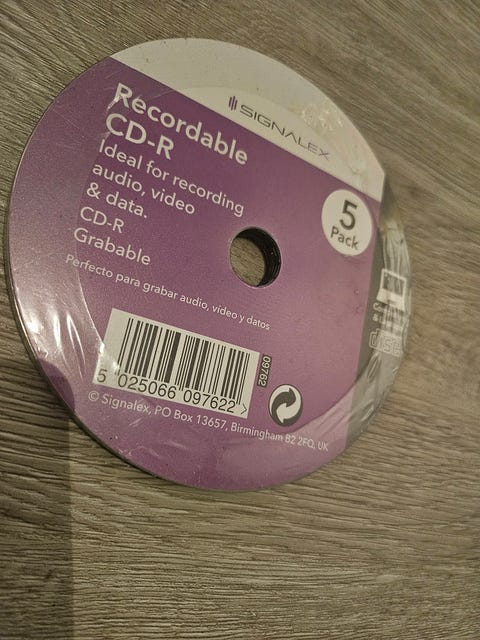 SIGNALEX
Recordable
CD-R
Ideal for recording
audio, video
& data.
CD-R
Grabable
Perfecto para grabar audio, vídeo y datos
5
Pack
09762
5 025066 097622 >
© Signalex, PO Box 13657, Birmingham B2 2FQ, UK